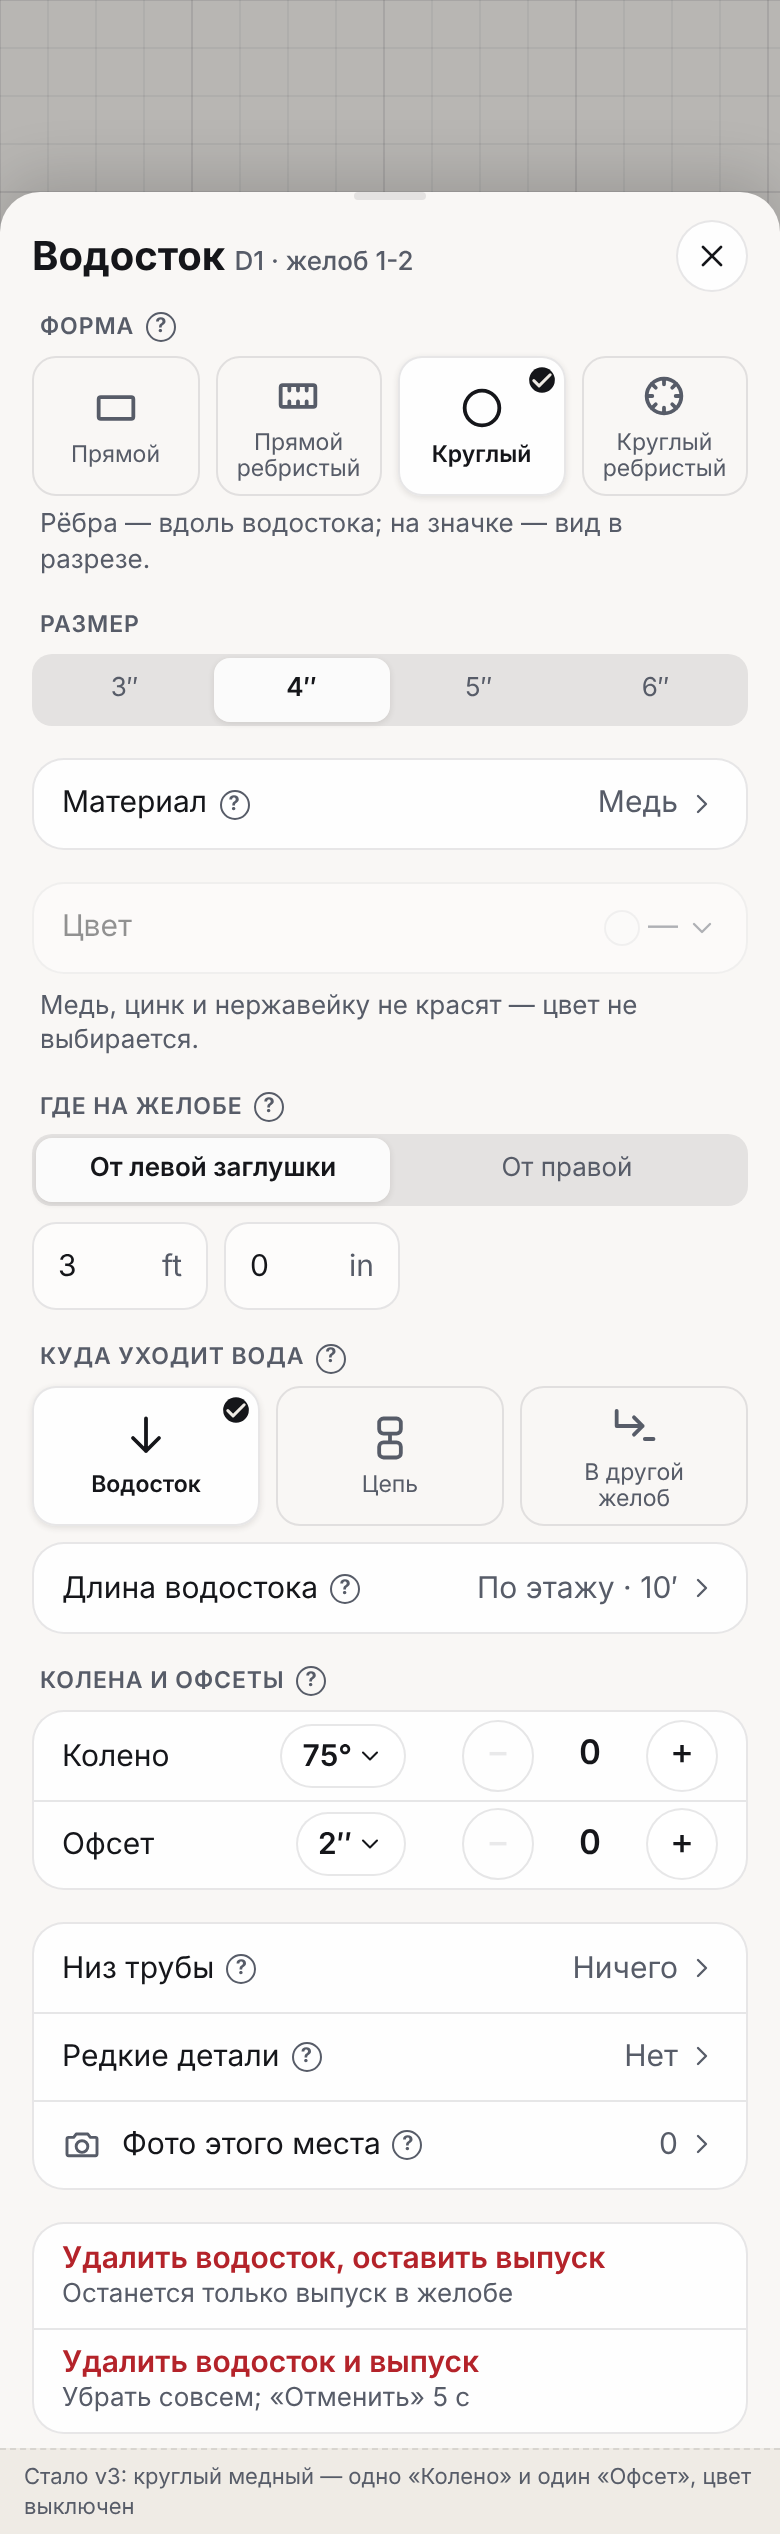 Водосток D1 · желоб 1-2
ФОРМА ?
Прямой
Прямой
ребристый
Круглый
Круглый
ребристый
Рёбра — вдоль водостока; на значке — вид в
разрезе.
РАЗМЕР
3″ 4″ 5″ 6″
Материал ? Медь
Цвет —
Медь, цинк и нержавейку не красят — цвет не
выбирается.
ГДЕ НА ЖЕЛОБЕ ?
От левой заглушки От правой
3 ft 0 in
КУДА УХОДИТ ВОДА ?
Водосток
Цепь
В другой
желоб
Длина водостока ? По этажу · 10′
КОЛЕНА И ОФСЕТЫ ?
Колено 75° − 0 +
Офсет 2″ − 0 +
Низ трубы ? Ничего
Редкие детали ? Нет
Фото этого места ? 0
Удалить водосток, оставить выпуск
Останется только выпуск в желобе
Удалить водосток и выпуск
Убрать совсем; «Отменить» 5 с
Стало v3: круглый медный — одно «Колено» и один «Офсет», цвет
выключен